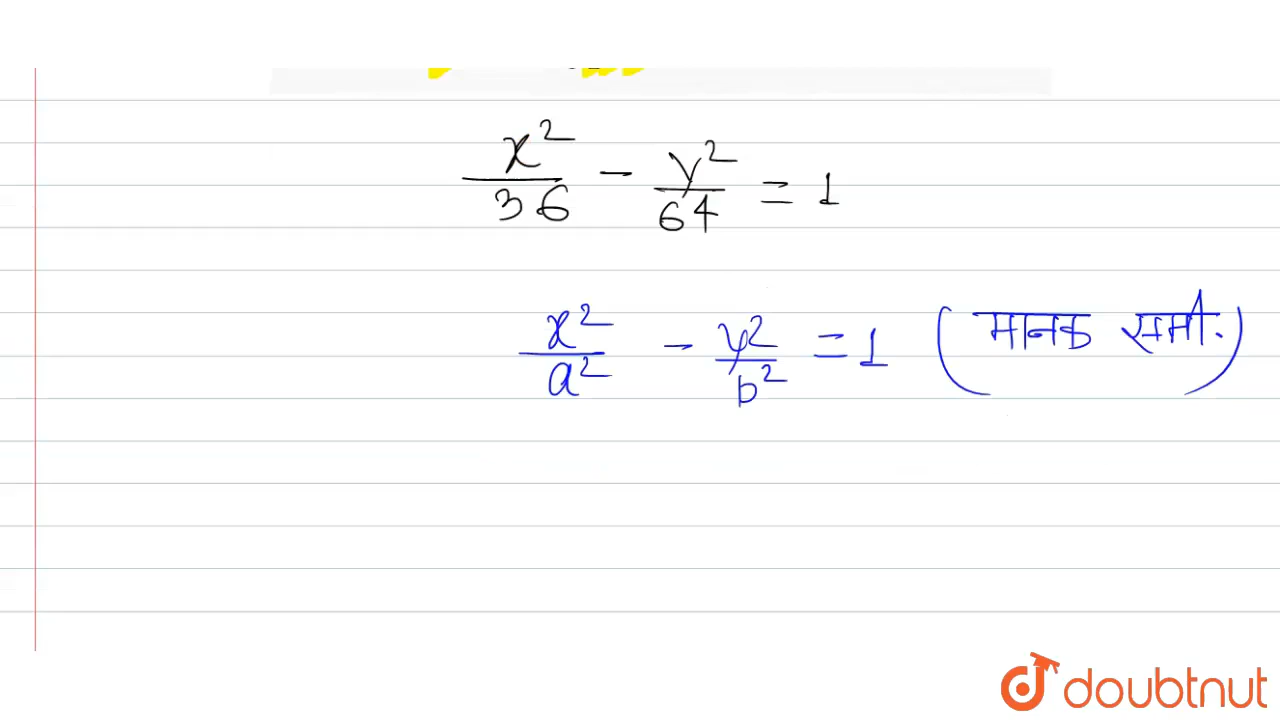 x²/36 - y²/64 = 1
x²/a² - y²/b² = 1 (मानक समी.)
doubtnut